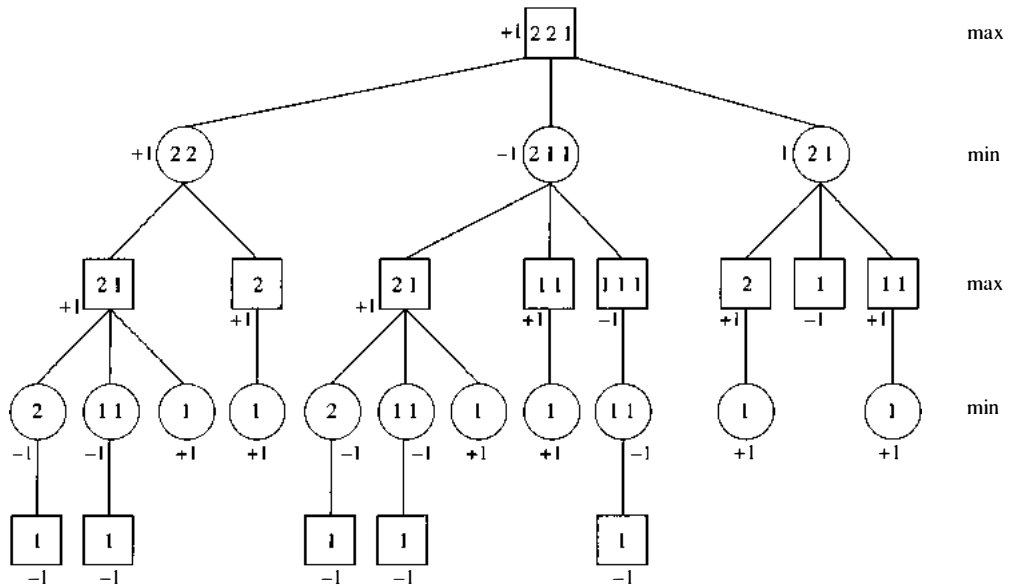 +1 2 2 1 max
+1 2 2 −1 2 1 1 1 2 1 min
2 1 2 2 1 1 1 1 1 1 2 1 1 1 max
+1 +1 +1 +1 −1 +1 −1 +1
2 1 1 1 1 2 1 1 1 1 1 1 1 1 min
−1 −1 +1 +1 −1 −1 +1 +1 −1 +1 +1
1 1 1 1 1
−1 −1 −1 −1 −1